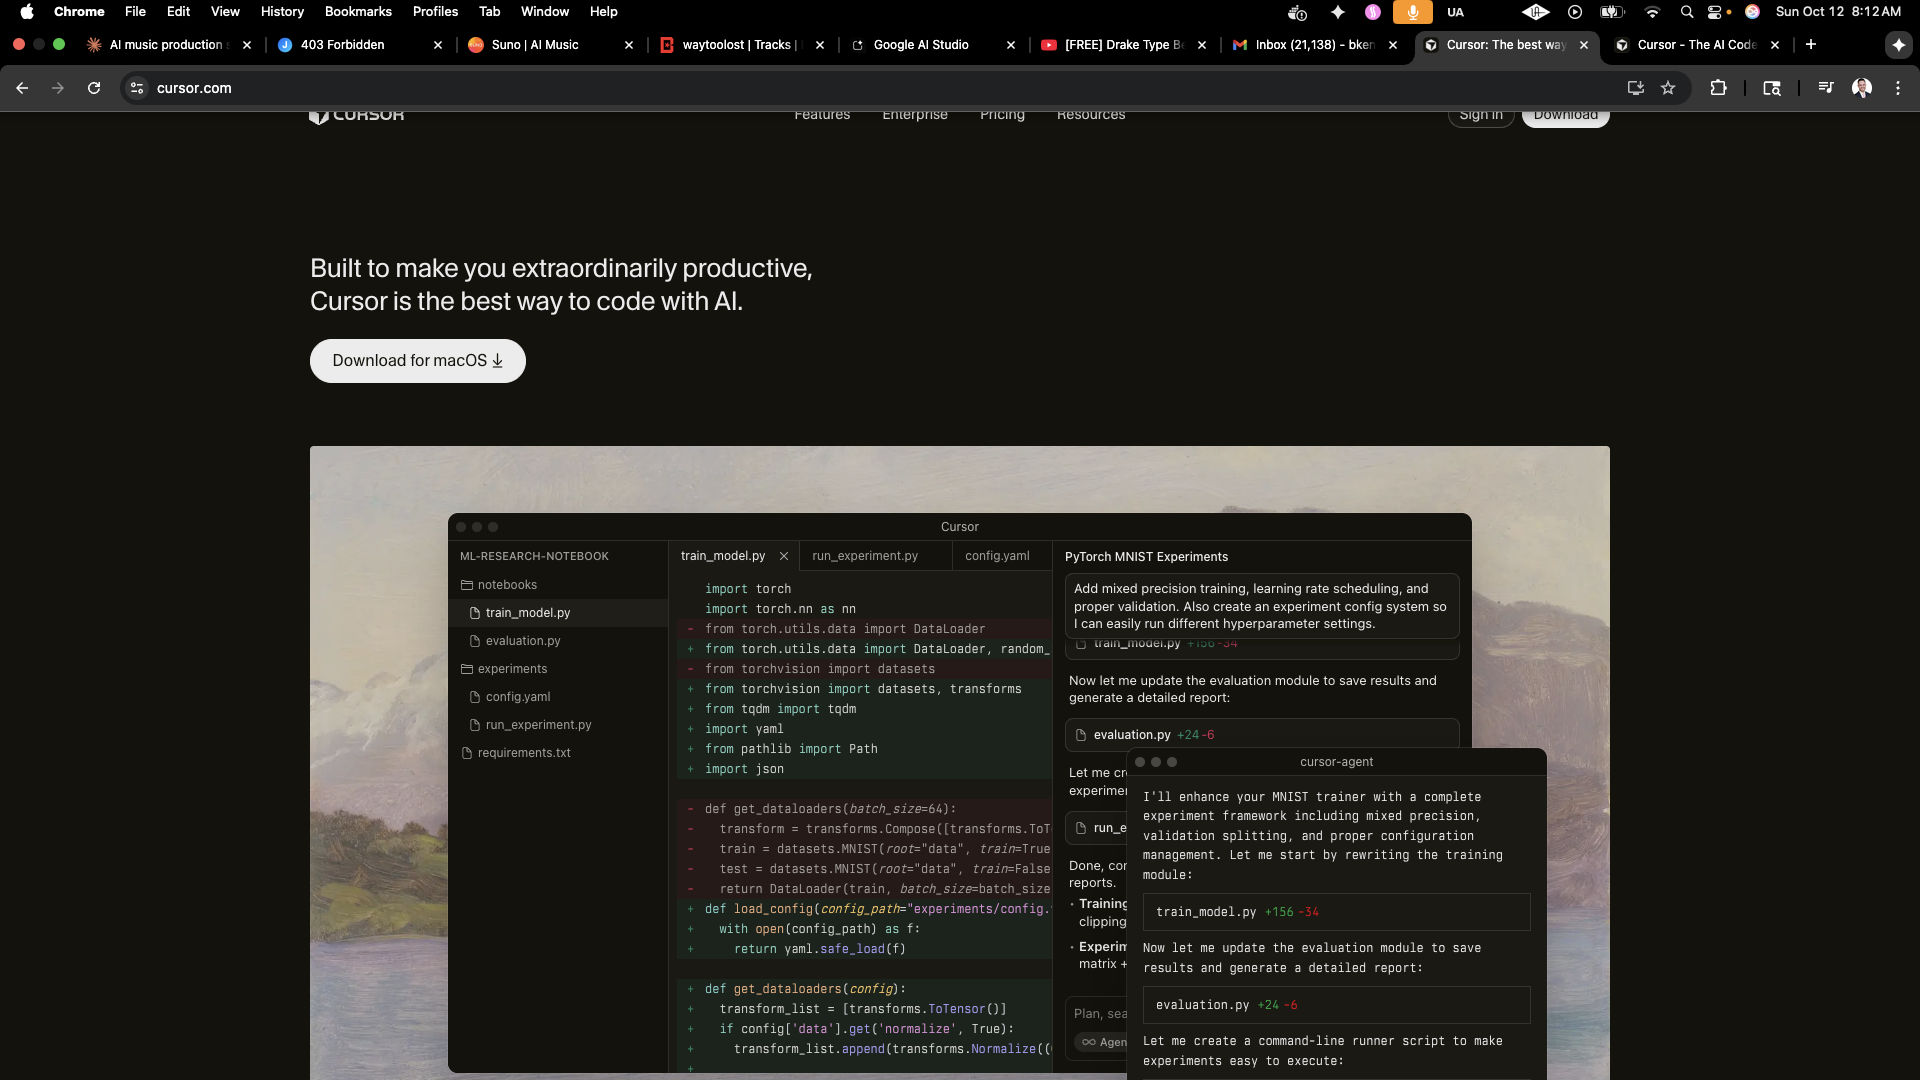 Chrome File Edit View History Bookmarks Profiles Tab Window Help UA Sun Oct 12 8:12 AM
AI music production 403 Forbidden Suno | AI Music waytoolost | Tracks | Google AI Studio [FREE] Drake Type Be Inbox (21,138) - bken Cursor: The best way Cursor - The AI Code
cursor.com
CURSOR Features Enterprise Pricing Resources Sign in Download
Built to make you extraordinarily productive,
Cursor is the best way to code with AI.
Download for macOS
Cursor
ML-RESEARCH-NOTEBOOK
notebooks
train_model.py
evaluation.py
experiments
config.yaml
run_experiment.py
requirements.txt
train_model.py run_experiment.py config.yaml
import torch
import torch.nn as nn
- from torch.utils.data import DataLoader
+ from torch.utils.data import DataLoader, random_
- from torchvision import datasets
+ from torchvision import datasets, transforms
+ from tqdm import tqdm
+ import yaml
+ from pathlib import Path
+ import json
- def get_dataloaders(batch_size=64):
- transform = transforms.Compose([transforms.ToT
- train = datasets.MNIST(root="data", train=True
- test = datasets.MNIST(root="data", train=False
- return DataLoader(train, batch_size=batch_size
+ def load_config(config_path="experiments/config.
+ with open(config_path) as f:
+ return yaml.safe_load(f)
+ def get_dataloaders(config):
+ transform_list = [transforms.ToTensor()]
+ if config['data'].get('normalize', True):
+ transform_list.append(transforms.Normalize((
+
PyTorch MNIST Experiments
Add mixed precision training, learning rate scheduling, and
proper validation. Also create an experiment config system so
I can easily run different hyperparameter settings.
train_model.py +156 -34
Now let me update the evaluation module to save results and
generate a detailed report:
evaluation.py +24 -6
Let me cr
experimer
run_e
Done, cor
reports.
· Training
clipping
· Experim
matrix +
Plan, sea
Agen
cursor-agent
I'll enhance your MNIST trainer with a complete
experiment framework including mixed precision,
validation splitting, and proper configuration
management. Let me start by rewriting the training
module:
train_model.py +156 -34
Now let me update the evaluation module to save
results and generate a detailed report:
evaluation.py +24 -6
Let me create a command-line runner script to make
experiments easy to execute: